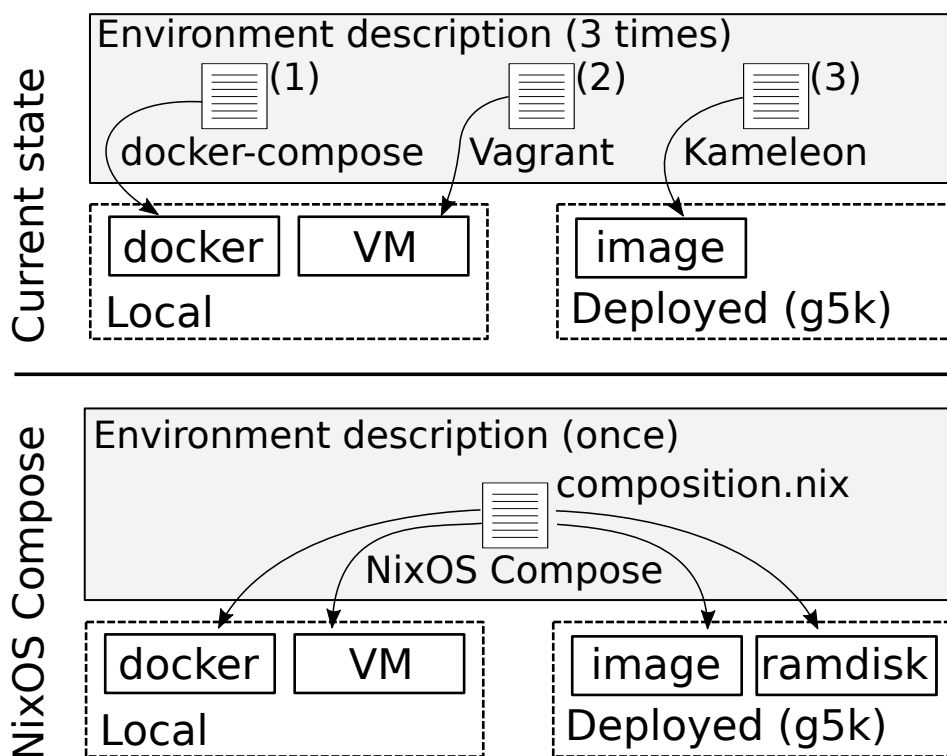 Current state
Environment description (3 times)
(1) (2) (3)
docker-compose Vagrant Kameleon
docker VM image
Local Deployed (g5k)
NixOS Compose
Environment description (once)
composition.nix
NixOS Compose
docker VM image ramdisk
Local Deployed (g5k)